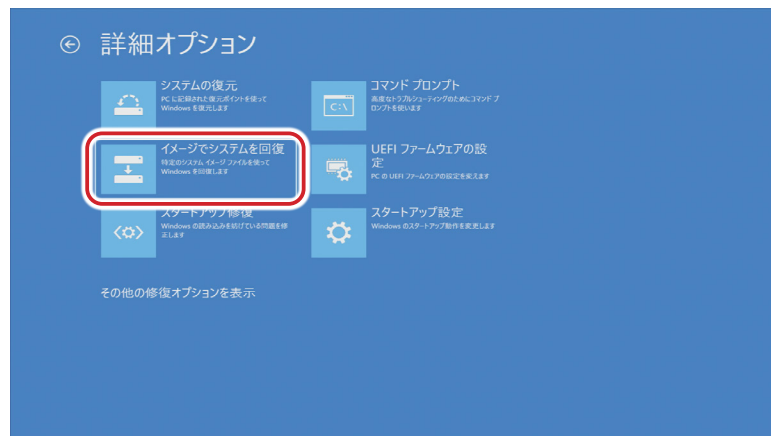 詳細オプション
システムの復元
PC に記録された復元ポイントを使って
Windows を復元します
コマンド プロンプト
高度なトラブルシューティングのためにコマンド プ
ロンプトを使います
C:\
イメージでシステムを回復
特定のシステム イメージ ファイルを使って
Windows を回復します
UEFI ファームウェアの設
定
PC の UEFI ファームウェアの設定を変えます
スタートアップ修復
Windows の読み込みを妨げている問題を修
正します
スタートアップ設定
Windows のスタートアップ動作を変更します
その他の修復オプションを表示